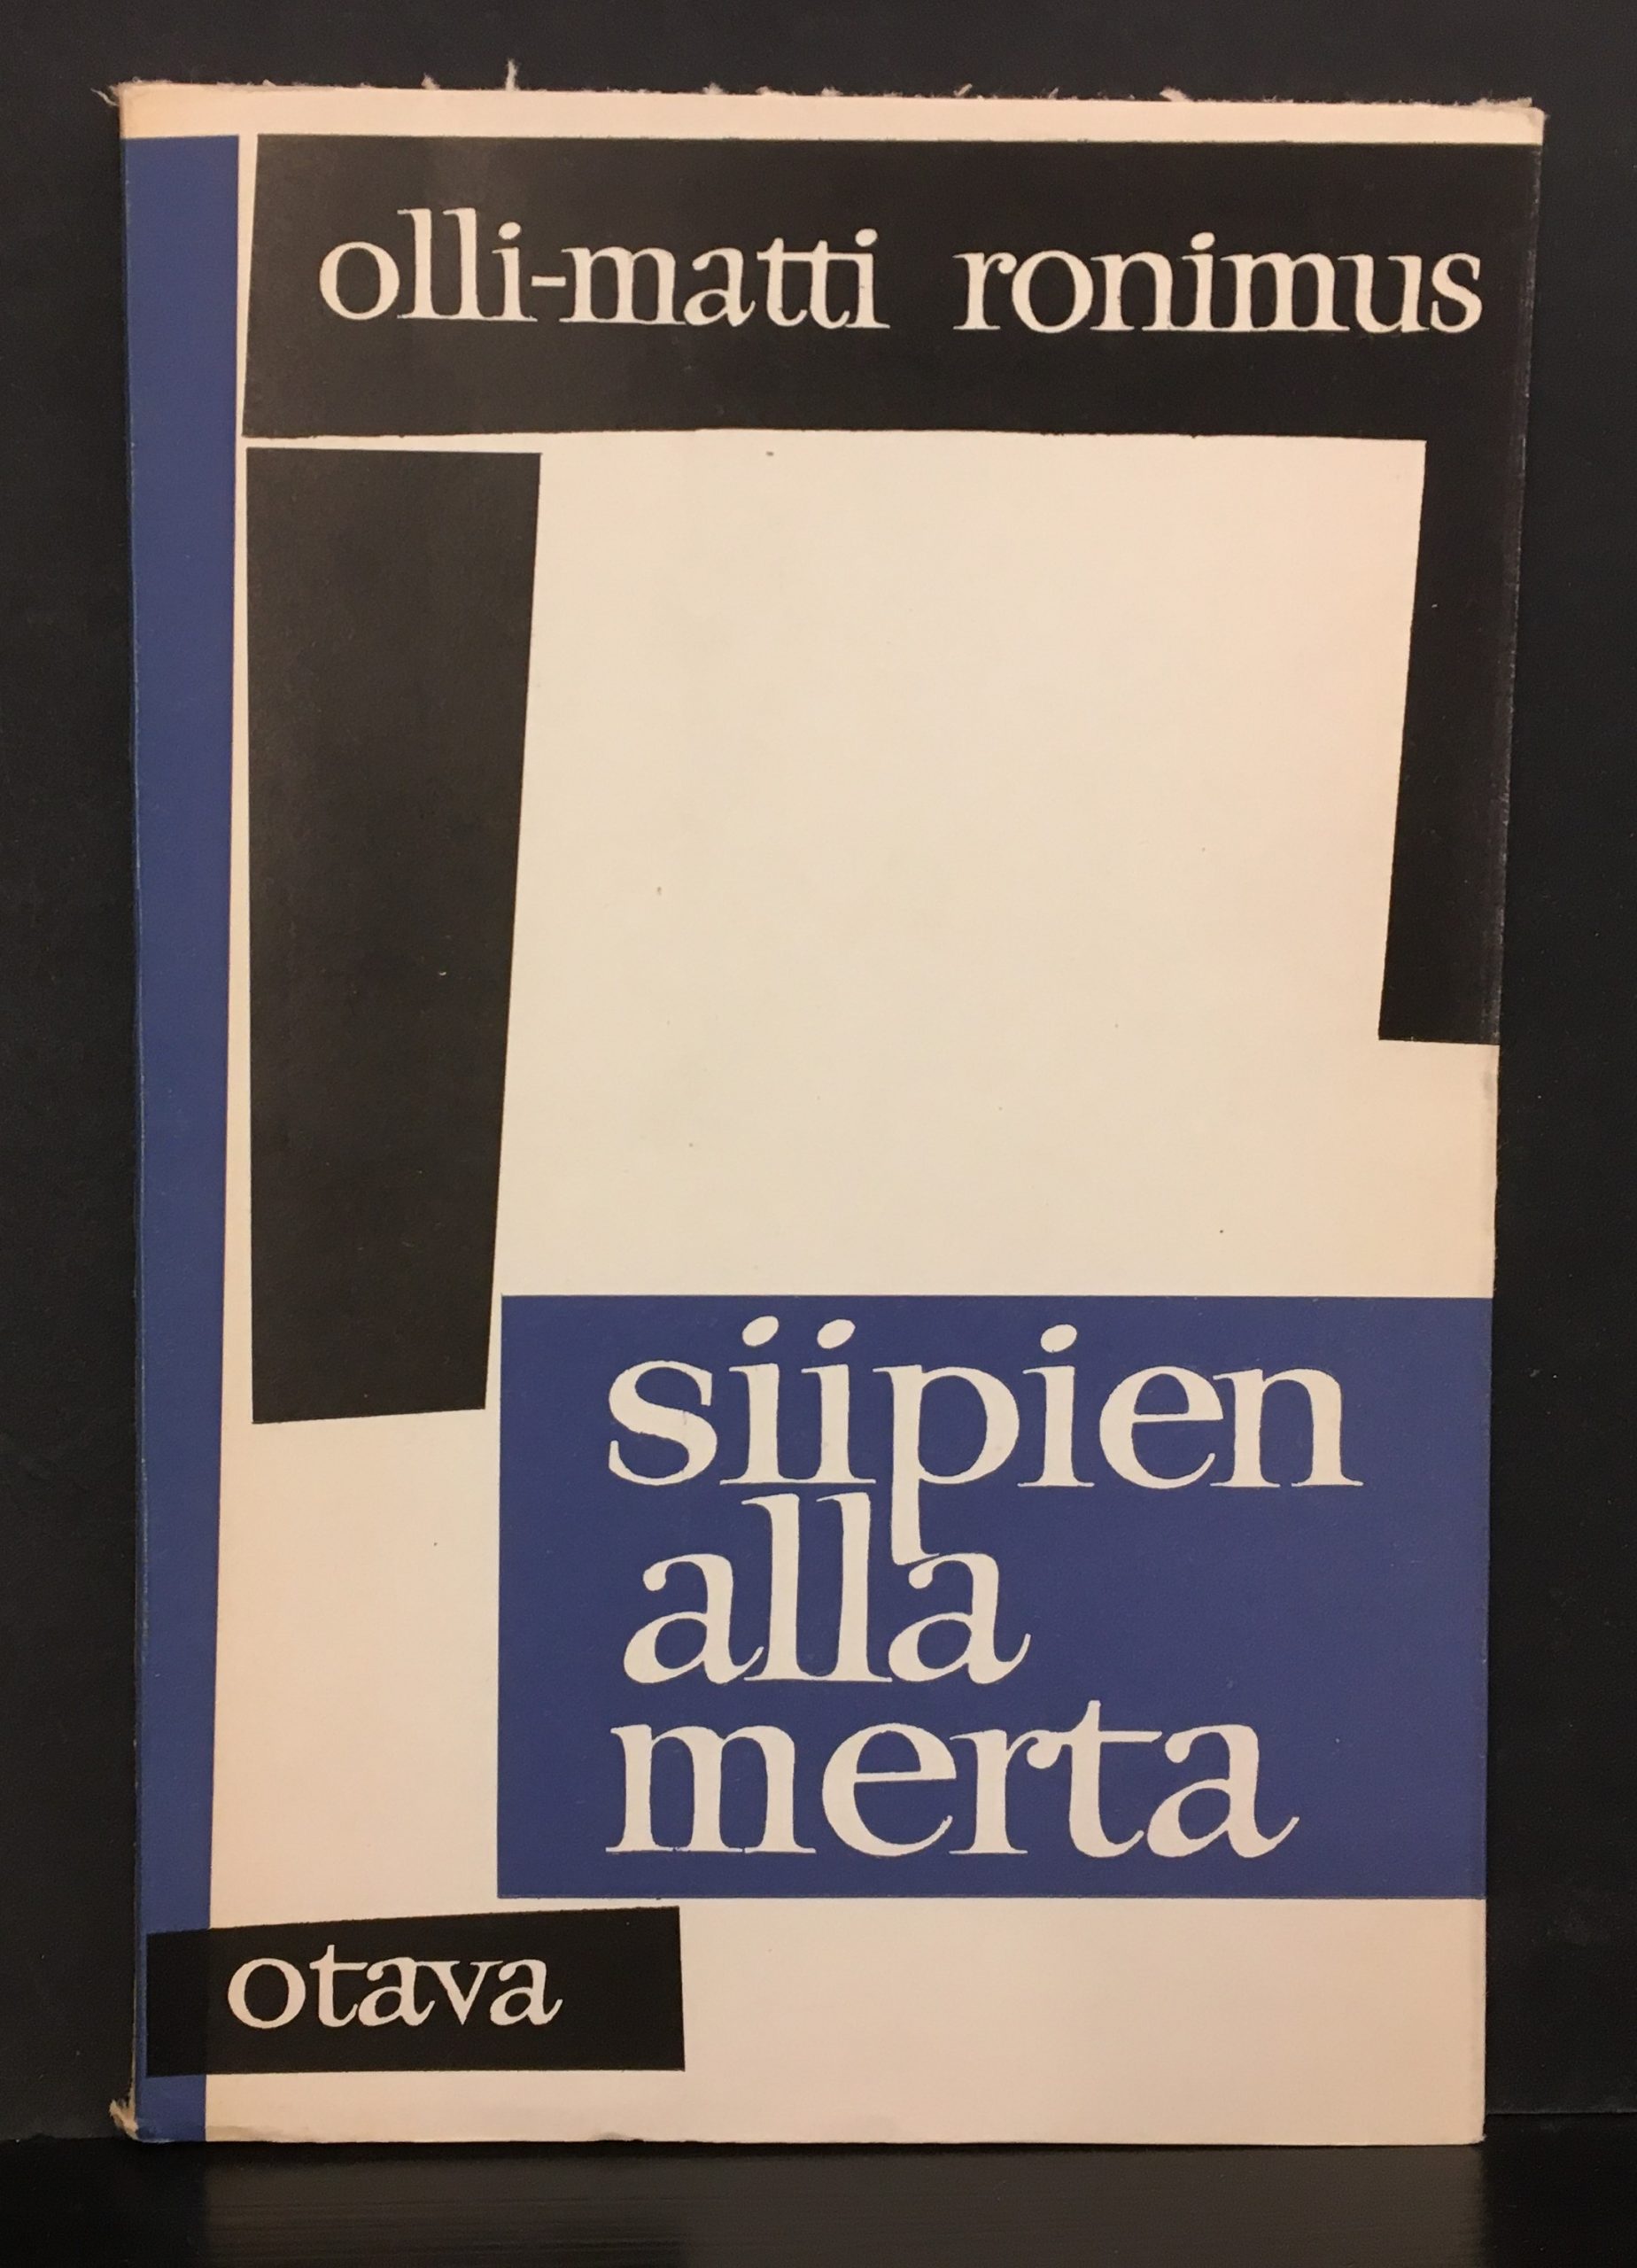 olli-matti ronimus
siipien
alla
merta
otava